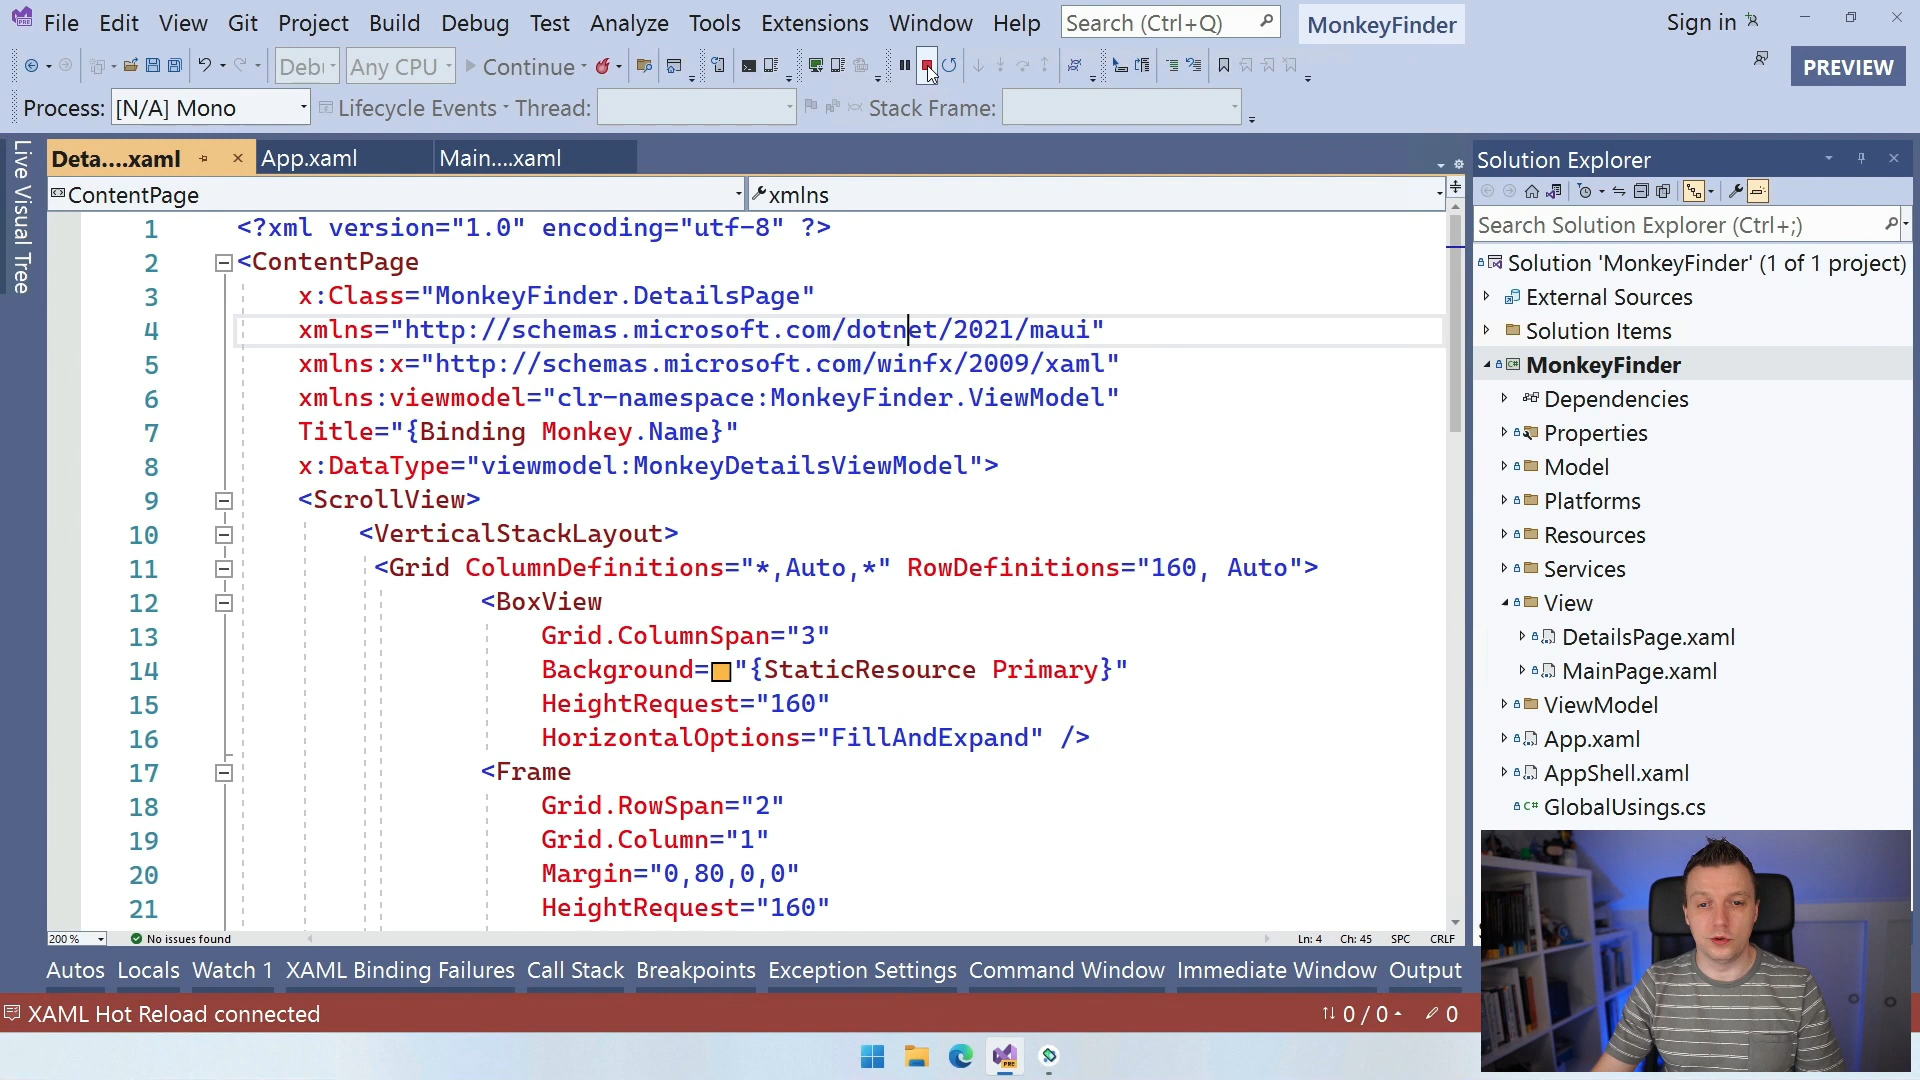 File Edit View Git Project Build Debug Test Analyze Tools Extensions Window Help Search (Ctrl+Q) MonkeyFinder Sign in
Any CPU Continue PREVIEW
Process: [N/A] Mono Lifecycle Events Thread: Stack Frame:
Live Visual Tree
Deta....xaml App.xaml Main....xaml
ContentPage xmlns
1 <?xml version="1.0" encoding="utf-8" ?>
2 <ContentPage
3 x:Class="MonkeyFinder.DetailsPage"
4 xmlns="http://schemas.microsoft.com/dotnet/2021/maui"
5 xmlns:x="http://schemas.microsoft.com/winfx/2009/xaml"
6 xmlns:viewmodel="clr-namespace:MonkeyFinder.ViewModel"
7 Title="{Binding Monkey.Name}"
8 x:DataType="viewmodel:MonkeyDetailsViewModel">
9 <ScrollView>
10 <VerticalStackLayout>
11 <Grid ColumnDefinitions="*,Auto,*" RowDefinitions="160, Auto">
12 <BoxView
13 Grid.ColumnSpan="3"
14 Background="{StaticResource Primary}"
15 HeightRequest="160"
16 HorizontalOptions="FillAndExpand" />
17 <Frame
18 Grid.RowSpan="2"
19 Grid.Column="1"
20 Margin="0,80,0,0"
21 HeightRequest="160"
200 % No issues found Ln: 4 Ch: 45 SPC CRLF
Solution Explorer
Search Solution Explorer (Ctrl+;)
Solution 'MonkeyFinder' (1 of 1 project)
External Sources
Solution Items
MonkeyFinder
Dependencies
Properties
Model
Platforms
Resources
Services
View
DetailsPage.xaml
MainPage.xaml
ViewModel
App.xaml
AppShell.xaml
GlobalUsings.cs
Autos Locals Watch 1 XAML Binding Failures Call Stack Breakpoints Exception Settings Command Window Immediate Window Output
XAML Hot Reload connected 0 / 0 0